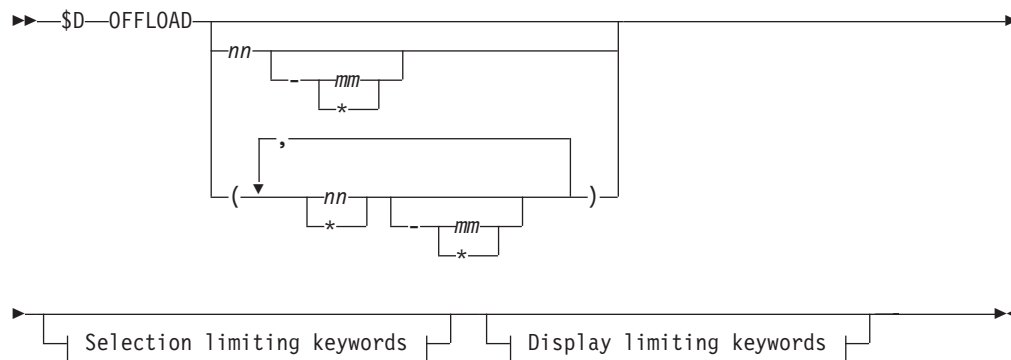 $D OFFLOAD
nn
- mm
*
,
( nn - mm )
* *
Selection limiting keywords Display limiting keywords